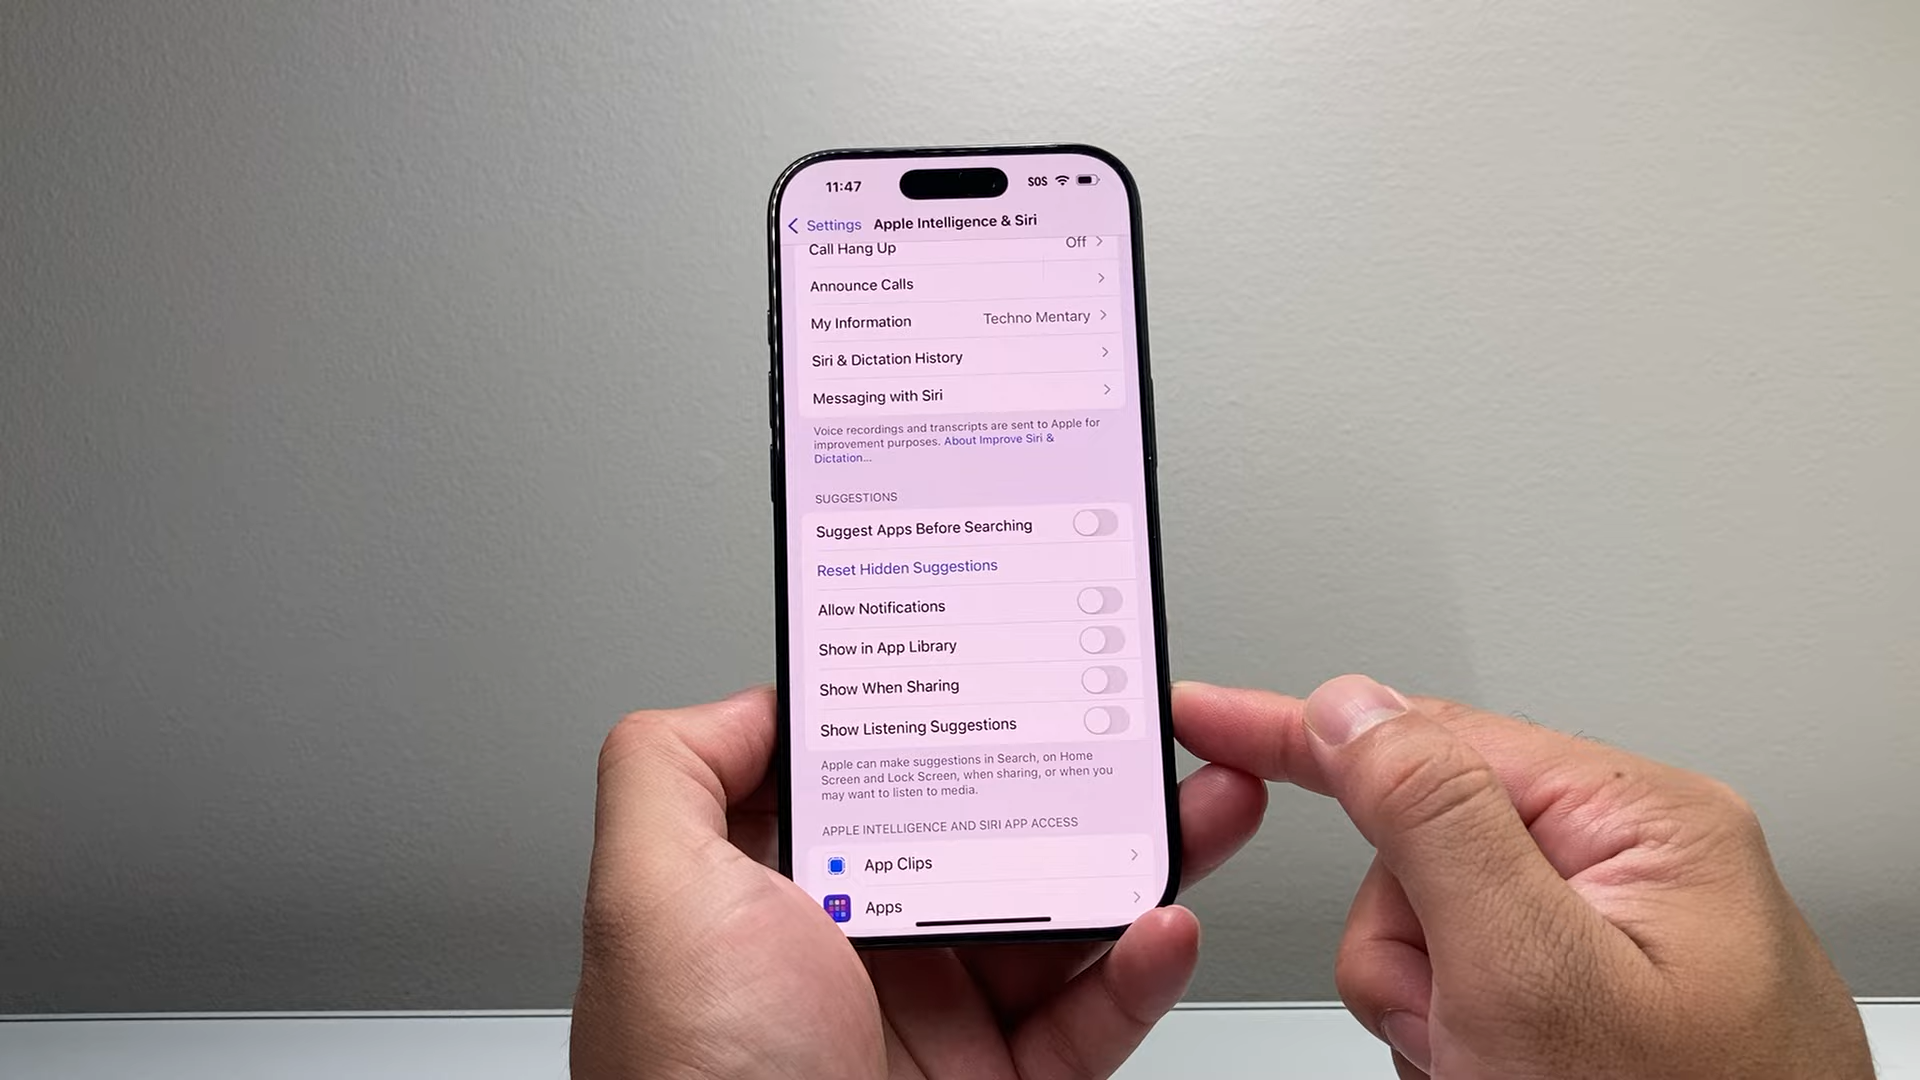 11:47
SOS
Settings
Apple Intelligence & Siri
Call Hang Up Off
Announce Calls
My Information Techno Mentary
Siri & Dictation History
Messaging with Siri
Voice recordings and transcripts are sent to Apple for
improvement purposes. About Improve Siri &
Dictation...
SUGGESTIONS
Suggest Apps Before Searching
Reset Hidden Suggestions
Allow Notifications
Show in App Library
Show When Sharing
Show Listening Suggestions
Apple can make suggestions in Search, on Home
Screen and Lock Screen, when sharing, or when you
may want to listen to media.
APPLE INTELLIGENCE AND SIRI APP ACCESS
App Clips
Apps